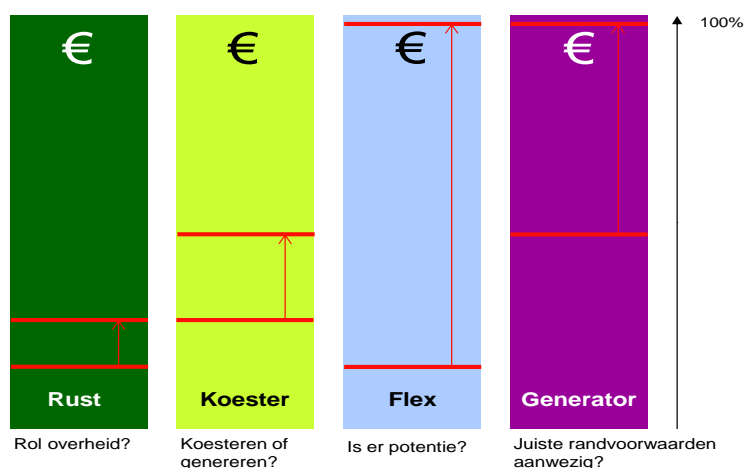 € € € €
100%
Rust Koester Flex Generator
Rol overheid?
Koesteren of
genereren?
Is er potentie?
Juiste randvoorwaarden
aanwezig?